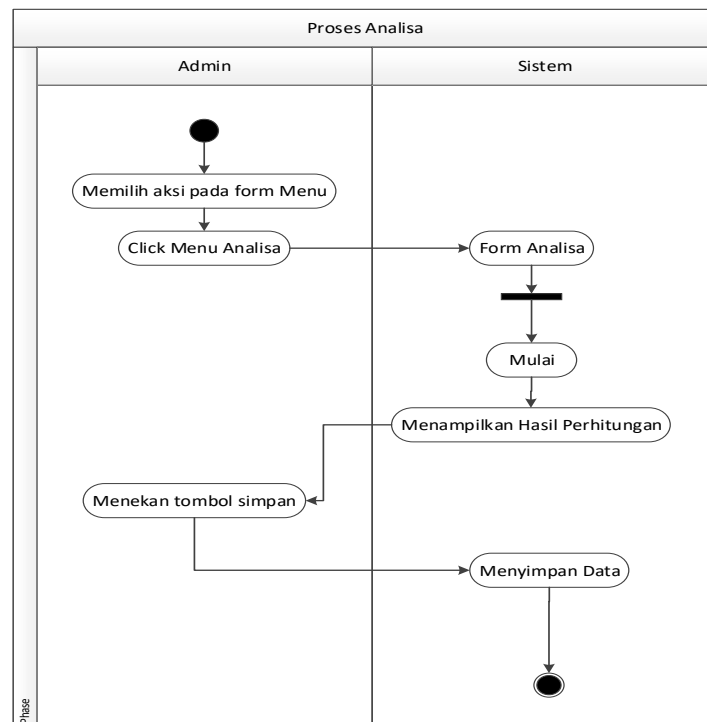 Proses Analisa
Admin
Sistem
Memilih aksi pada form Menu
Click Menu Analisa
Form Analisa
Mulai
Menampilkan Hasil Perhitungan
Menekan tombol simpan
Menyimpan Data
Phase